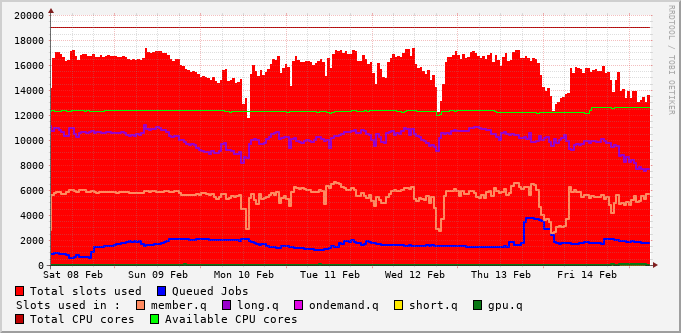 20000
18000
16000
14000
12000
10000
8000
6000
4000
2000
0
Sat 08 Feb Sun 09 Feb Mon 10 Feb Tue 11 Feb Wed 12 Feb Thu 13 Feb Fri 14 Feb
Total slots used Queued Jobs
Slots used in : member.q long.q ondemand.q short.q gpu.q
Total CPU cores Available CPU cores
RRDTOOL / TOBI OETIKER